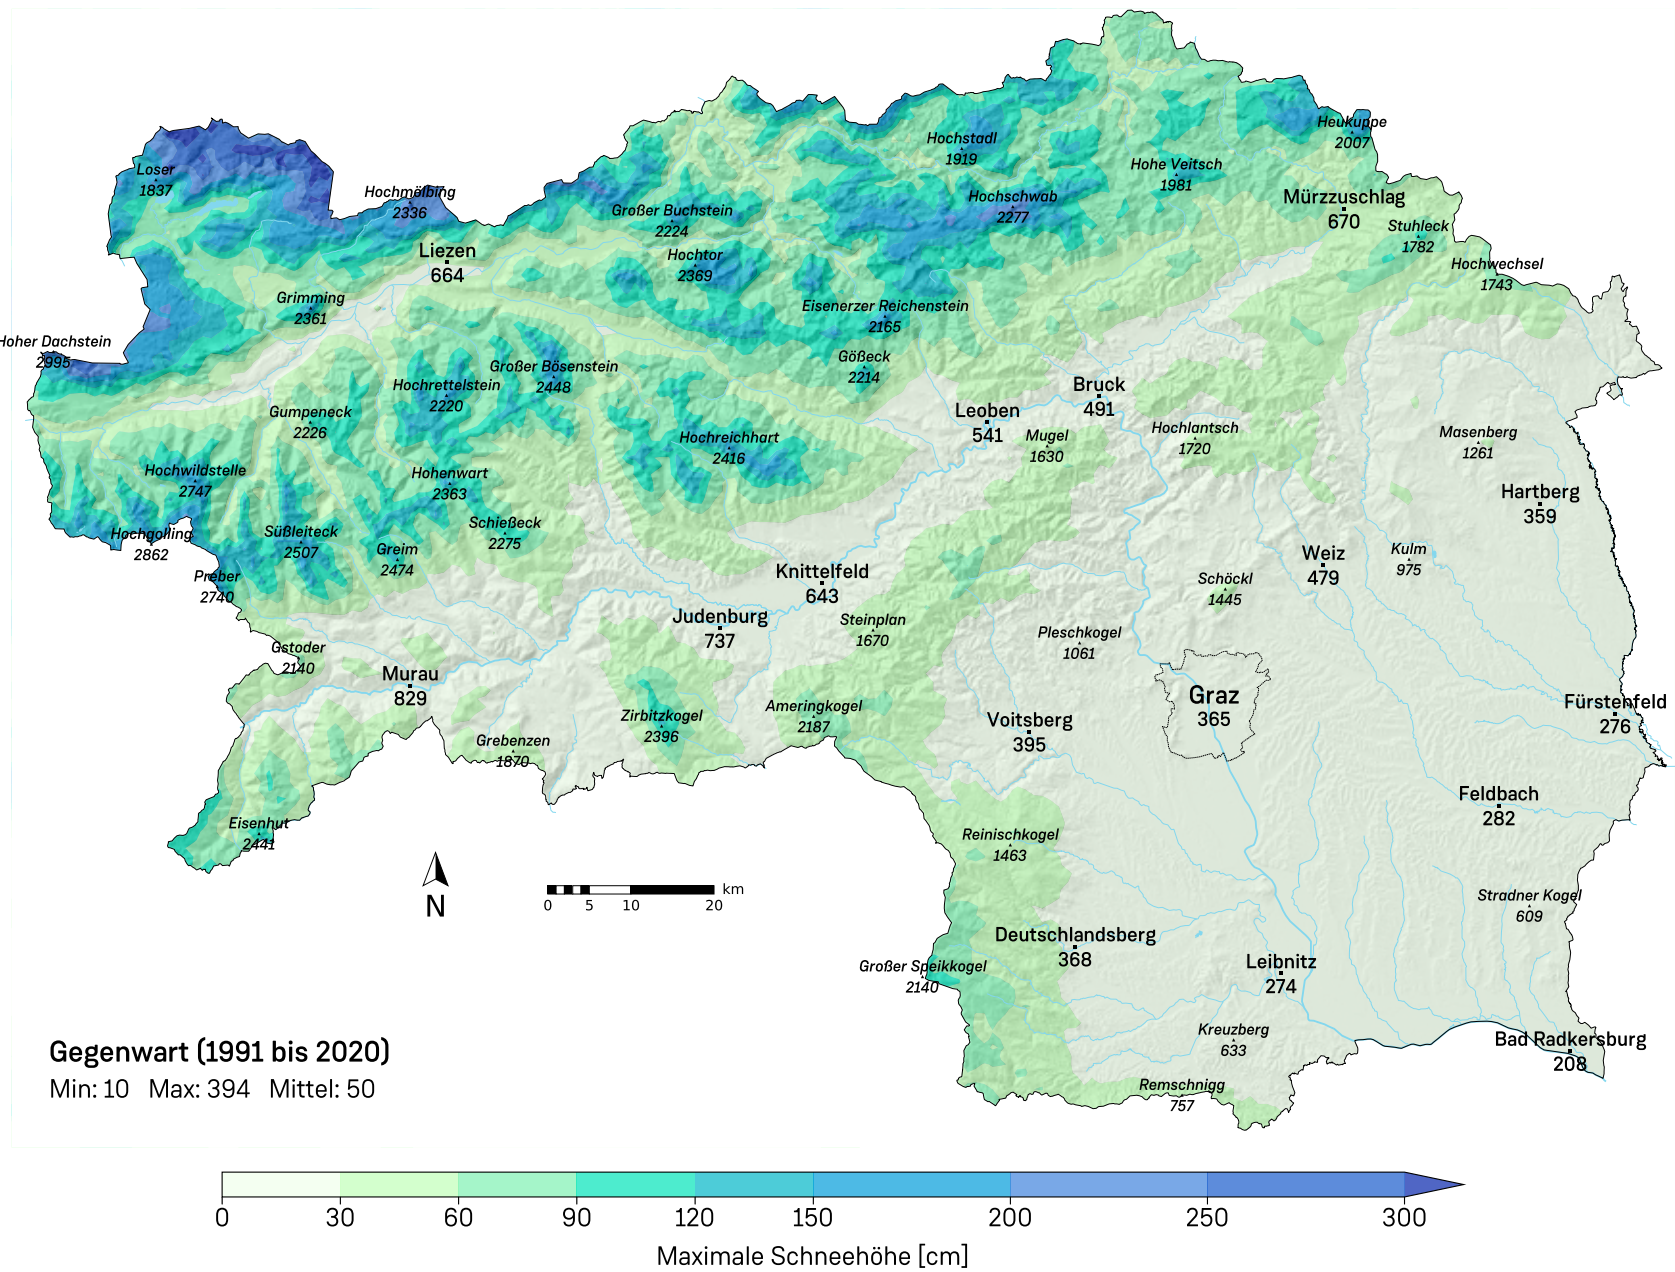 Heukuppe
2007
Hochstadl
1919
Hohe Veitsch
1981
Loser
1837
Hochmölbing
2336
Hochschwab
2277
Mürzzuschlag
670
Großer Buchstein
2224
Stuhleck
1782
Liezen
664
Hochtor
2369
Hochwechsel
1743
Grimming
2361
Eisenerzer Reichenstein
2165
Hoher Dachstein
2995
Gößeck
2214
Großer Bösenstein
2448
Hochrettelstein
2220
Bruck
491
Gumpeneck
2226
Leoben
541
Hochlantsch
1720
Mugel
1630
Hochreichhart
2416
Masenberg
1261
Hochwildstelle
2747
Hohenwart
2363
Hartberg
359
Schießeck
2275
Hochgolling
2862
Süßleiteck
2507
Greim
2474
Weiz
479
Kulm
975
Preber
2740
Knittelfeld
643
Schöckl
1445
Judenburg
737
Steinplan
1670
Pleschkogel
1061
Gstoder
2140
Murau
829
Graz
365
Fürstenfeld
276
Zirbitzkogel
2396
Ameringkogel
2187
Voitsberg
395
Grebenzen
1870
Feldbach
282
Eisenhut
2441
Reinischkogel
1463
N
km
0 5 10 20
Stradner Kogel
609
Deutschlandsberg
368
Großer Speikkogel
2140
Leibnitz
274
Kreuzberg
633
Bad Radkersburg
208
Remschnigg
757
Gegenwart (1991 bis 2020)
Min: 10 Max: 394 Mittel: 50
0 30 60 90 120 150 200 250 300
Maximale Schneehöhe [cm]